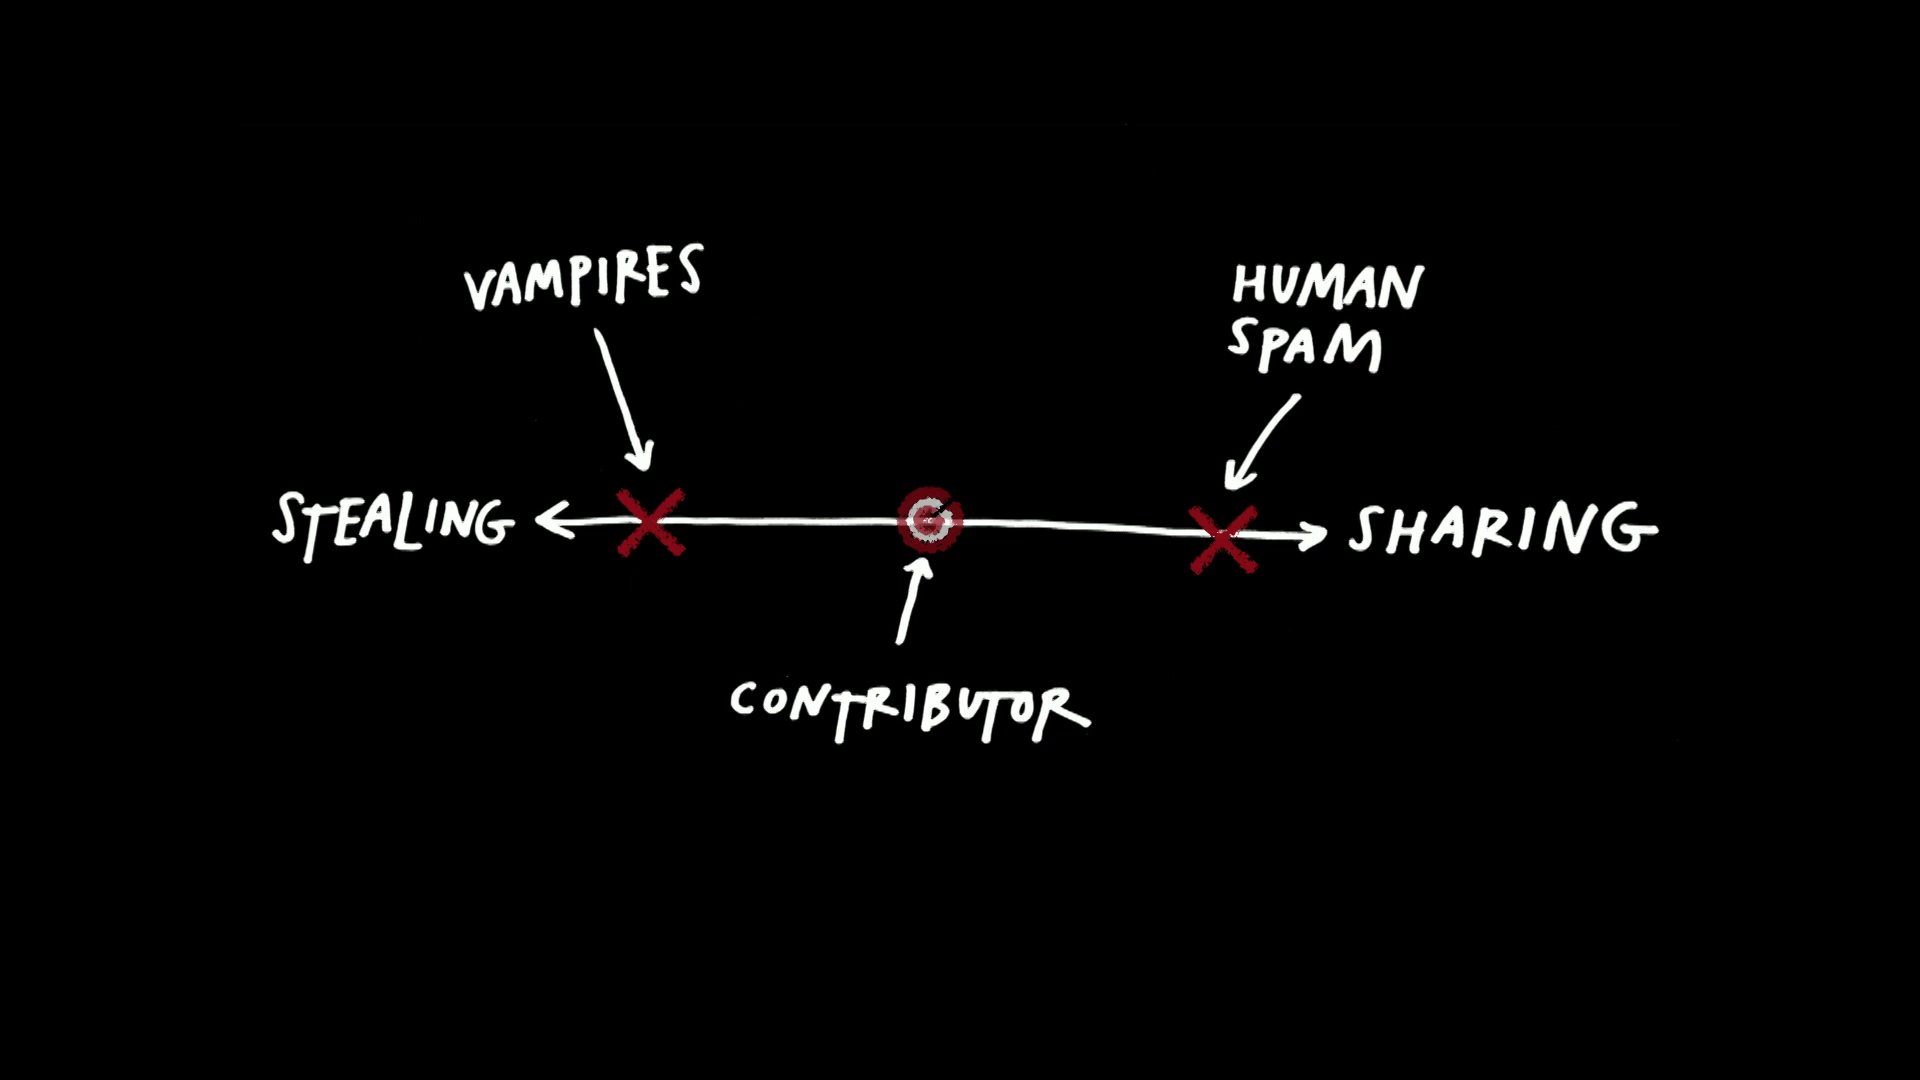 VAMPIRES
HUMAN
SPAM
STEALING
SHARING
CONTRIBUTOR